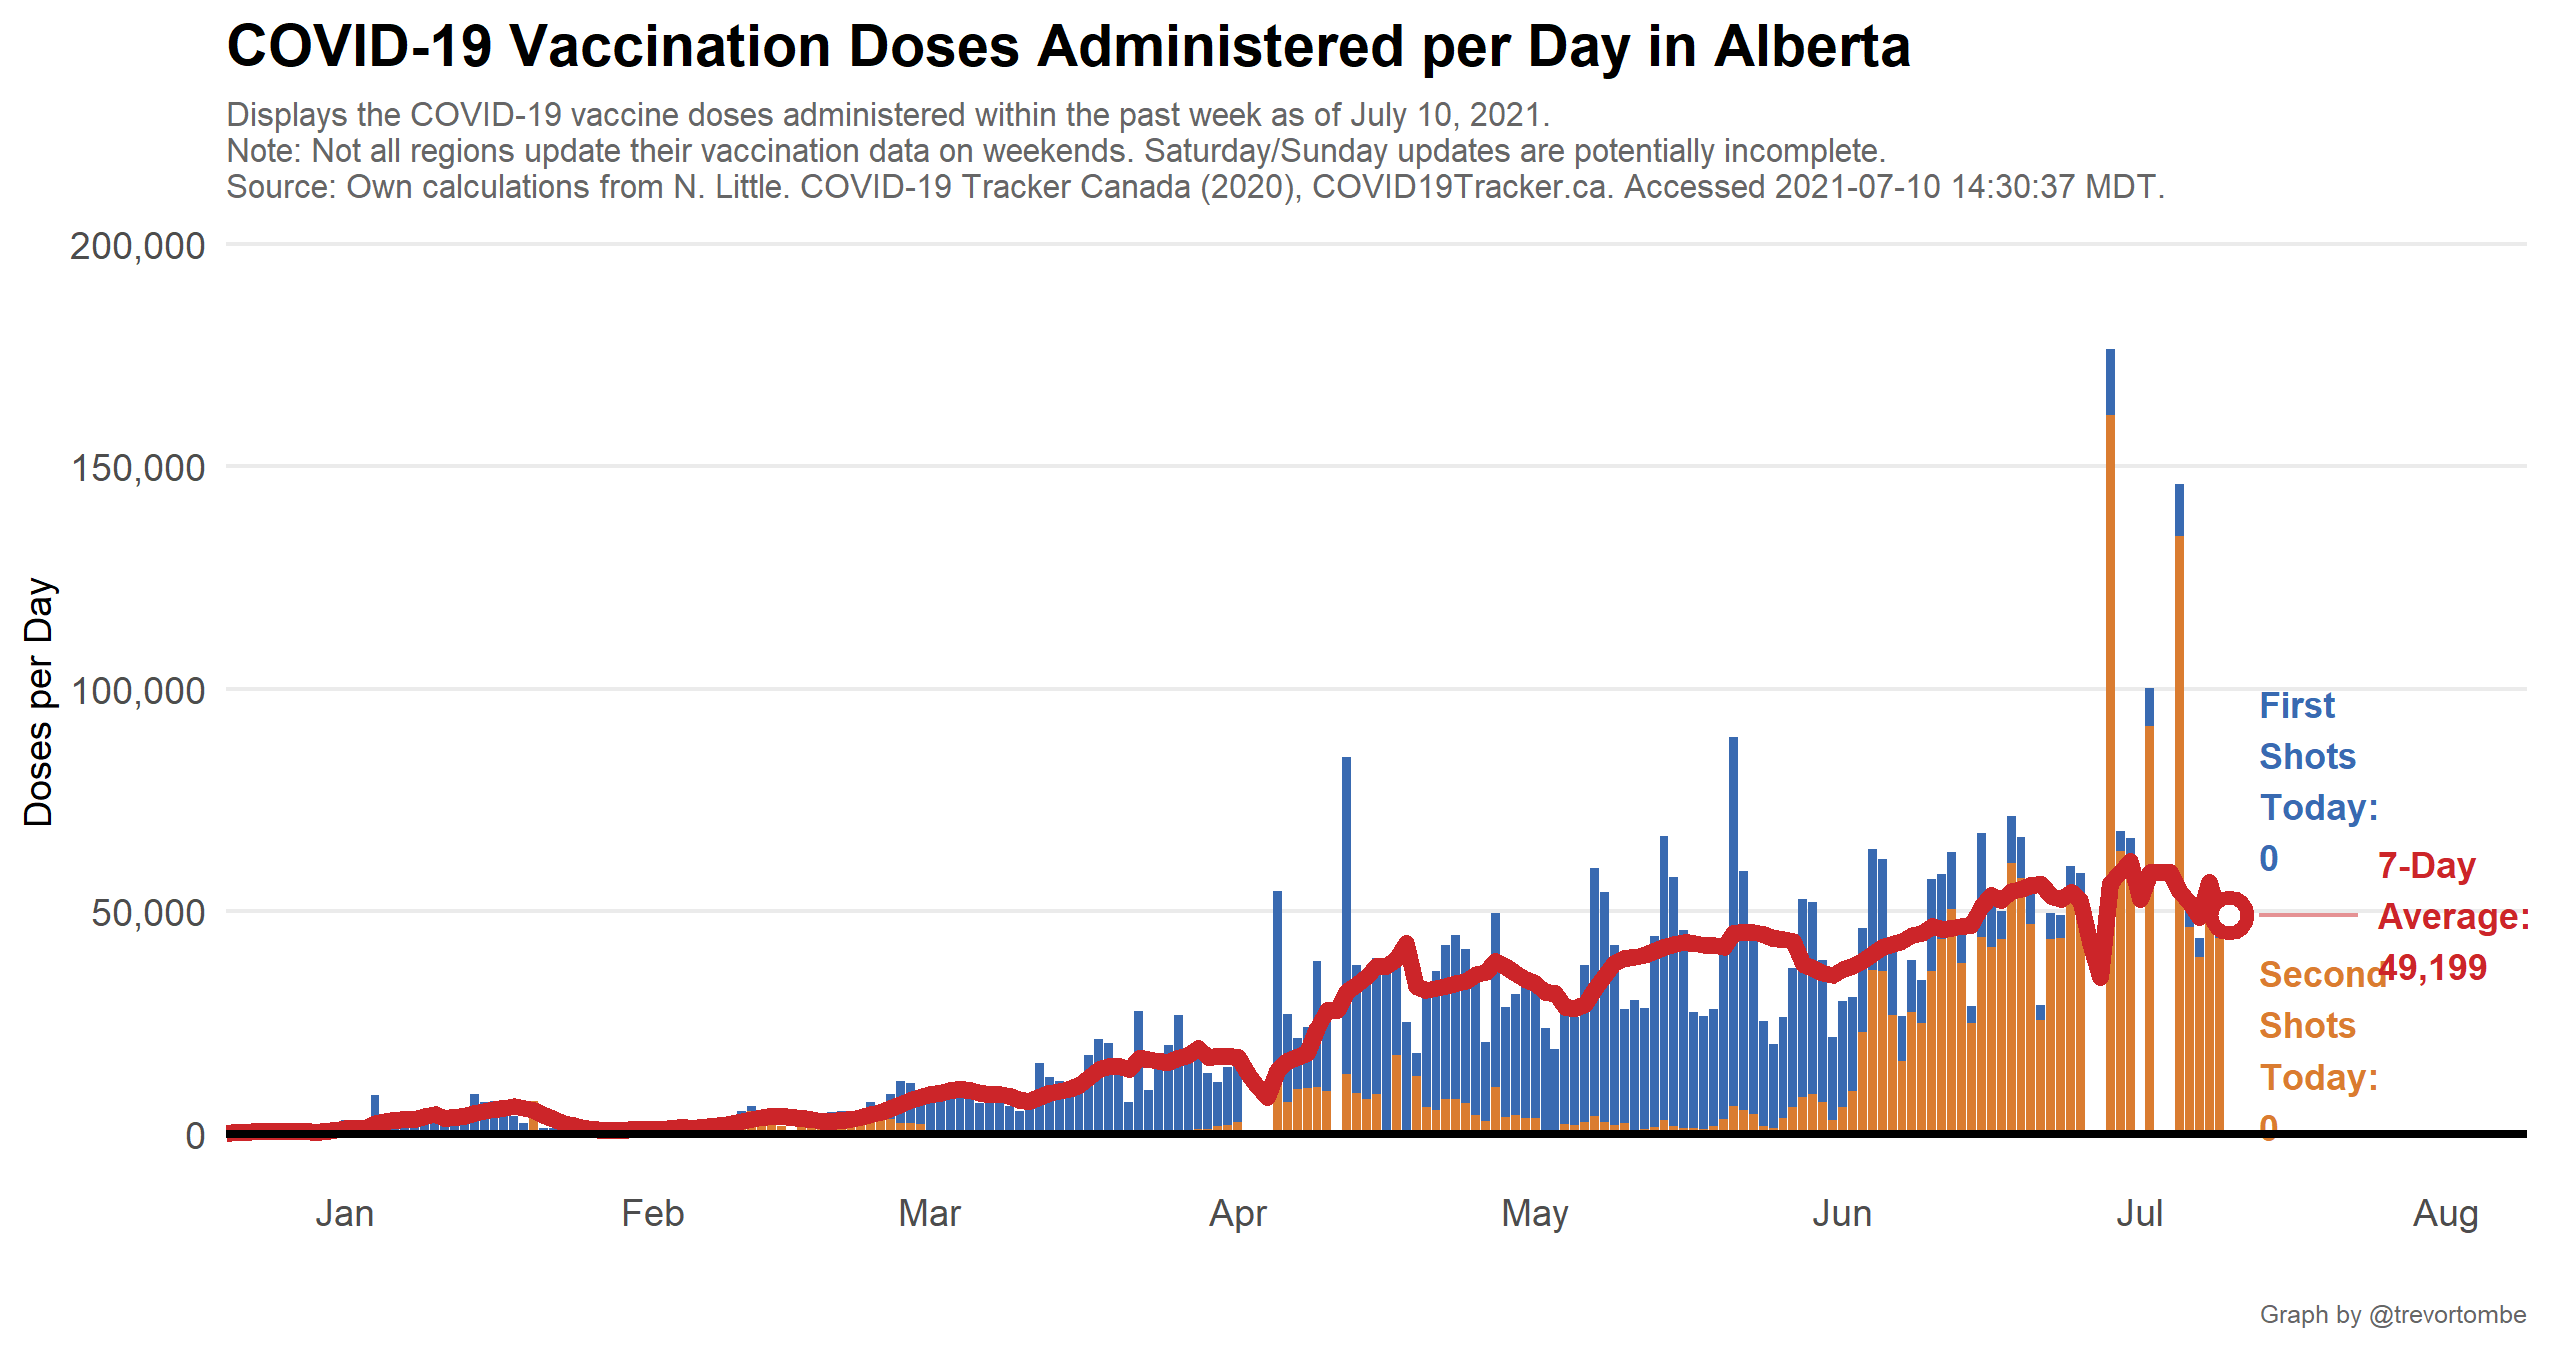 COVID-19 Vaccination Doses Administered per Day in Alberta
Displays the COVID-19 vaccine doses administered within the past week as of July 10, 2021.
Note: Not all regions update their vaccination data on weekends. Saturday/Sunday updates are potentially incomplete.
Source: Own calculations from N. Little. COVID-19 Tracker Canada (2020), COVID19Tracker.ca. Accessed 2021-07-10 14:30:37 MDT.
Doses per Day
200,000
150,000
100,000
50,000
0
First
Shots
Today:
0
7-Day
Average:
49,199
Second
Shots
Today:
0
Jan
Feb
Mar
Apr
May
Jun
Jul
Aug
Graph by @trevortombe